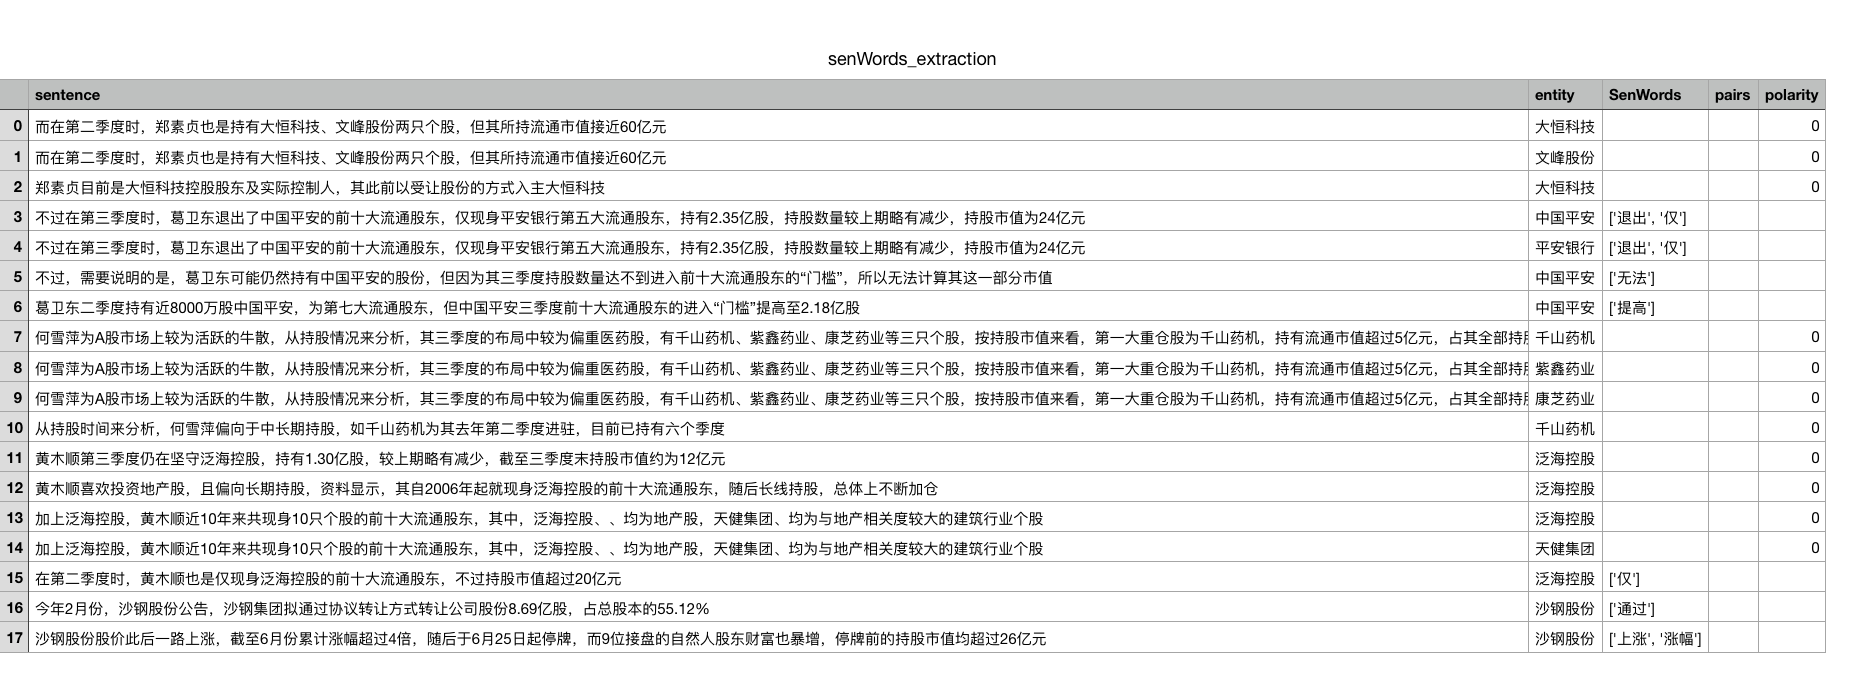 senWords_extraction
sentence entity SenWords pairs polarity
0 而在第二季度时，郑素贞也是持有大恒科技、文峰股份两只个股，但其所持流通市值接近60亿元 大恒科技 0
1 而在第二季度时，郑素贞也是持有大恒科技、文峰股份两只个股，但其所持流通市值接近60亿元 文峰股份 0
2 郑素贞目前是大恒科技控股股东及实际控制人，其此前以受让股份的方式入主大恒科技 大恒科技 0
3 不过在第三季度时，葛卫东退出了中国平安的前十大流通股东，仅现身平安银行第五大流通股东，持有2.35亿股，持股数量较上期略有减少，持股市值为24亿元 中国平安 ['退出', '仅']
4 不过在第三季度时，葛卫东退出了中国平安的前十大流通股东，仅现身平安银行第五大流通股东，持有2.35亿股，持股数量较上期略有减少，持股市值为24亿元 平安银行 ['退出', '仅']
5 不过，需要说明的是，葛卫东可能仍然持有中国平安的股份，但因为其三季度持股数量达不到进入前十大流通股东的“门槛”，所以无法计算其这一部分市值 中国平安 ['无法']
6 葛卫东二季度持有近8000万股中国平安，为第七大流通股东，但中国平安三季度前十大流通股东的进入“门槛”提高至2.18亿股 中国平安 ['提高']
7 何雪萍为A股市场上较为活跃的牛散，从持股情况来分析，其三季度的布局中较为偏重医药股，有千山药机、紫鑫药业、康芝药业等三只个股，按持股市值来看，第一大重仓股为千山药机，持有流通市值超过5亿元，占其全部持 千山药机 0
8 何雪萍为A股市场上较为活跃的牛散，从持股情况来分析，其三季度的布局中较为偏重医药股，有千山药机、紫鑫药业、康芝药业等三只个股，按持股市值来看，第一大重仓股为千山药机，持有流通市值超过5亿元，占其全部持 紫鑫药业 0
9 何雪萍为A股市场上较为活跃的牛散，从持股情况来分析，其三季度的布局中较为偏重医药股，有千山药机、紫鑫药业、康芝药业等三只个股，按持股市值来看，第一大重仓股为千山药机，持有流通市值超过5亿元，占其全部持 康芝药业 0
10 从持股时间来分析，何雪萍偏向于中长期持股，如千山药机为其去年第二季度进驻，目前已持有六个季度 千山药机 0
11 黄木顺第三季度仍在坚守泛海控股，持有1.30亿股，较上期略有减少，截至三季度末持股市值约为12亿元 泛海控股 0
12 黄木顺喜欢投资地产股，且偏向长期持股，资料显示，其自2006年起就现身泛海控股的前十大流通股东，随后长线持股，总体上不断加仓 泛海控股 0
13 加上泛海控股，黄木顺近10年来共现身10只个股的前十大流通股东，其中，泛海控股、、均为地产股，天健集团、均为与地产相关度较大的建筑行业个股 泛海控股 0
14 加上泛海控股，黄木顺近10年来共现身10只个股的前十大流通股东，其中，泛海控股、、均为地产股，天健集团、均为与地产相关度较大的建筑行业个股 天健集团 0
15 在第二季度时，黄木顺也是仅现身泛海控股的前十大流通股东，不过持股市值超过20亿元 泛海控股 ['仅']
16 今年2月份，沙钢股份公告，沙钢集团拟通过协议转让方式转让公司股份8.69亿股，占总股本的55.12% 沙钢股份 ['通过']
17 沙钢股份股价此后一路上涨，截至6月份累计涨幅超过4倍，随后于6月25日起停牌，而9位接盘的自然人股东财富也暴增，停牌前的持股市值均超过26亿元 沙钢股份 ['上涨', '涨幅']